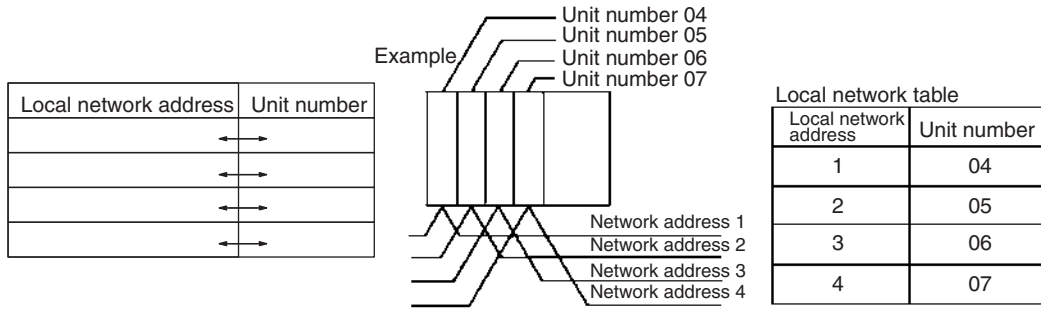 Local network address Unit number
Example
Unit number 04
Unit number 05
Unit number 06
Unit number 07
Network address 1
Network address 2
Network address 3
Network address 4
Local network table
Local network
address
Unit number
1 04
2 05
3 06
4 07